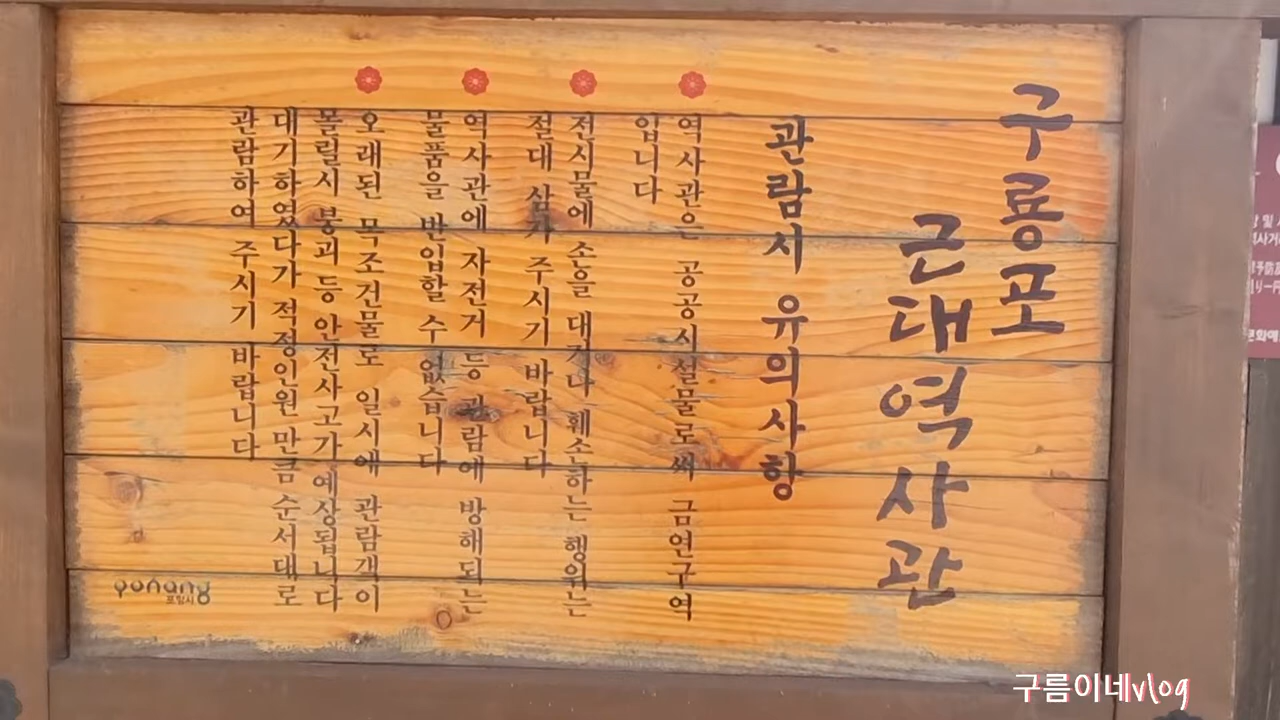 구룡포
근대역사관
관람시 유의사항
역사관은 공공시설물로써 금연구역
입니다
전시물에 손을 대거나 훼손하는 행위는
절대 삼가 주시기 바랍니다
역사관에 자전거 등 관람에 방해되는
물품을 반입할 수 없습니다
오래된 목조건물로 일시에 관람객이
몰릴시 붕괴 등 안전사고가 예상됩니다
대기하였다가 적정인원 만큼 순서대로
관람하여 주시기 바랍니다
포항시
구름이네vlog